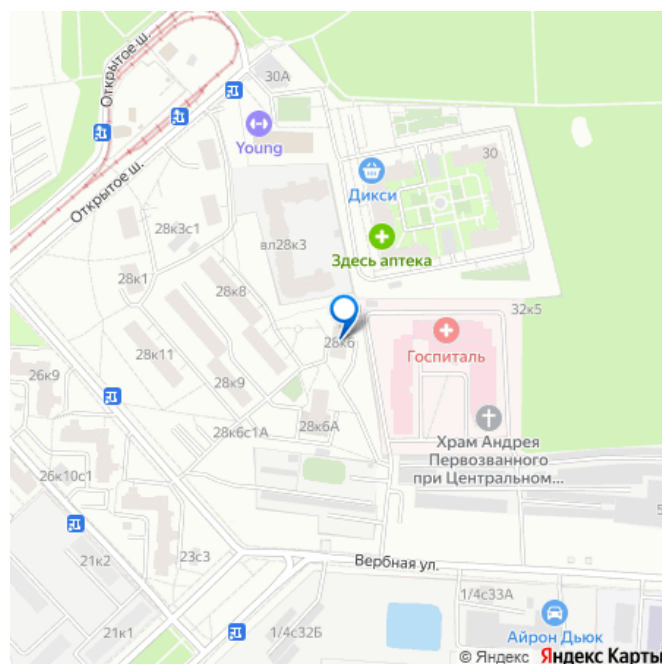 Открытое ш.
30А
Young
30
Дикси
Открытое ш.
28к3с1
вл28к3
Здесь аптека
28к1
28к8
32к5
28к6
Госпиталь
28к11
26к9
28к9
28к6с1А
28к6А
Храм Андрея
Первозванного
при Центральном...
26к10с1
21к2
23с3
Вербная ул.
1/4с33А
21к1
1/4с32Б
Айрон Дьюк
© Яндекс Яндекс Карты